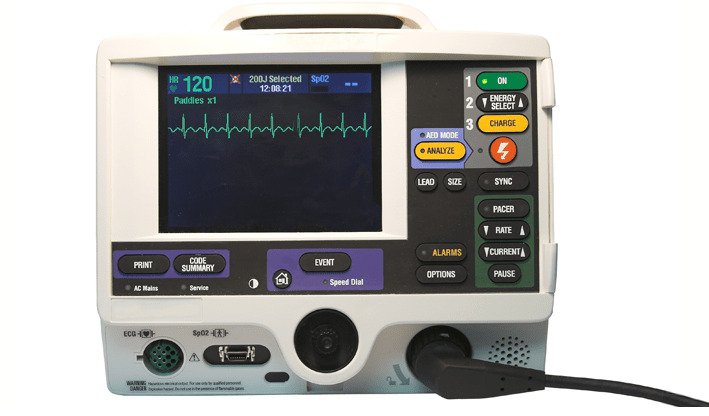 HR 120 200J Selected SpO2 --
12:08:21
Paddles x1
1 ON
2 ENERGY SELECT
3 CHARGE
AED MODE
ANALYZE
LEAD SIZE SYNC
PACER
RATE
CURRENT
PAUSE
ALARMS
OPTIONS
PRINT
CODE
SUMMARY
EVENT
AC Mains
Service
Speed Dial
ECG
SpO2
WARNING
DANGER